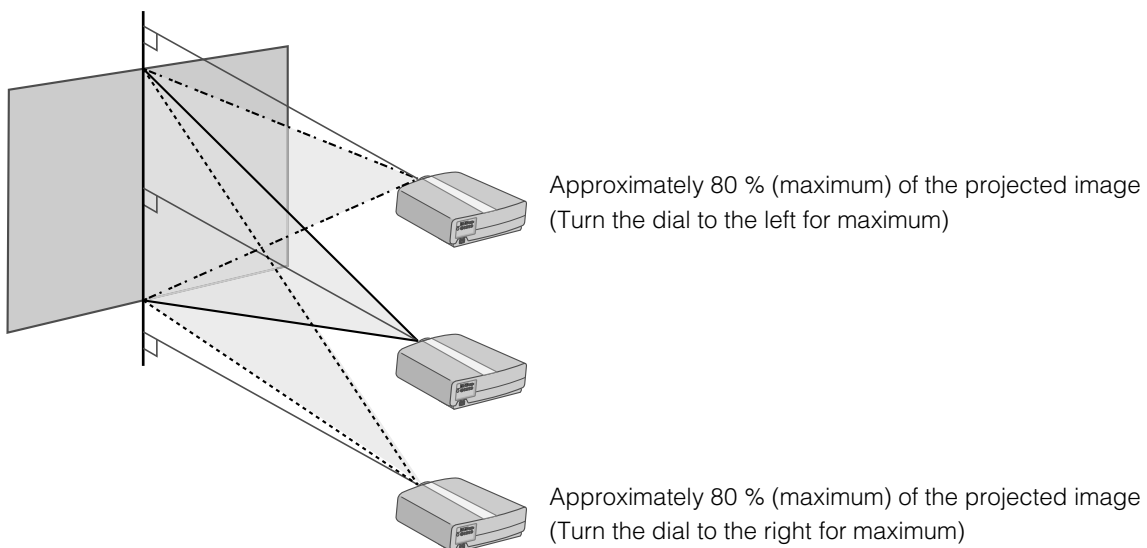 Approximately 80 % (maximum) of the projected image
(Turn the dial to the left for maximum)
Approximately 80 % (maximum) of the projected image
(Turn the dial to the right for maximum)